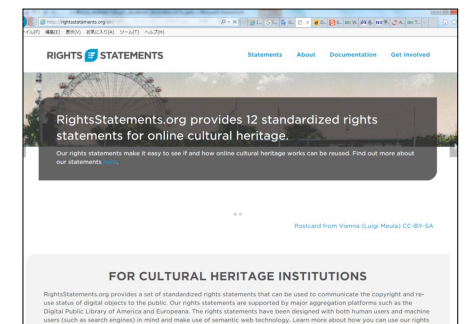 http://rightsstatements.org/en/
ファイル(F) 編集(E) 表示(V) お気に入り(A) ツール(T) ヘルプ(H)
RIGHTS STATEMENTS
Statements About Documentation Get Involved
RightsStatements.org provides 12 standardized rights
statements for online cultural heritage.
Our rights statements make it easy to see if and how online cultural heritage works can be reused. Find out more about
our statements here.
Postcard from Vienna (Luigi Meula) CC-BY-SA
FOR CULTURAL HERITAGE INSTITUTIONS
RightsStatements.org provides a set of standardized rights statements that can be used to communicate the copyright and re-
use status of digital objects to the public. Our rights statements are supported by major aggregation platforms such as the
Digital Public Library of America and Europeana. The rights statements have been designed with both human users and machine
users (such as search engines) in mind and make use of semantic web technology. Learn more about how you can use our rights